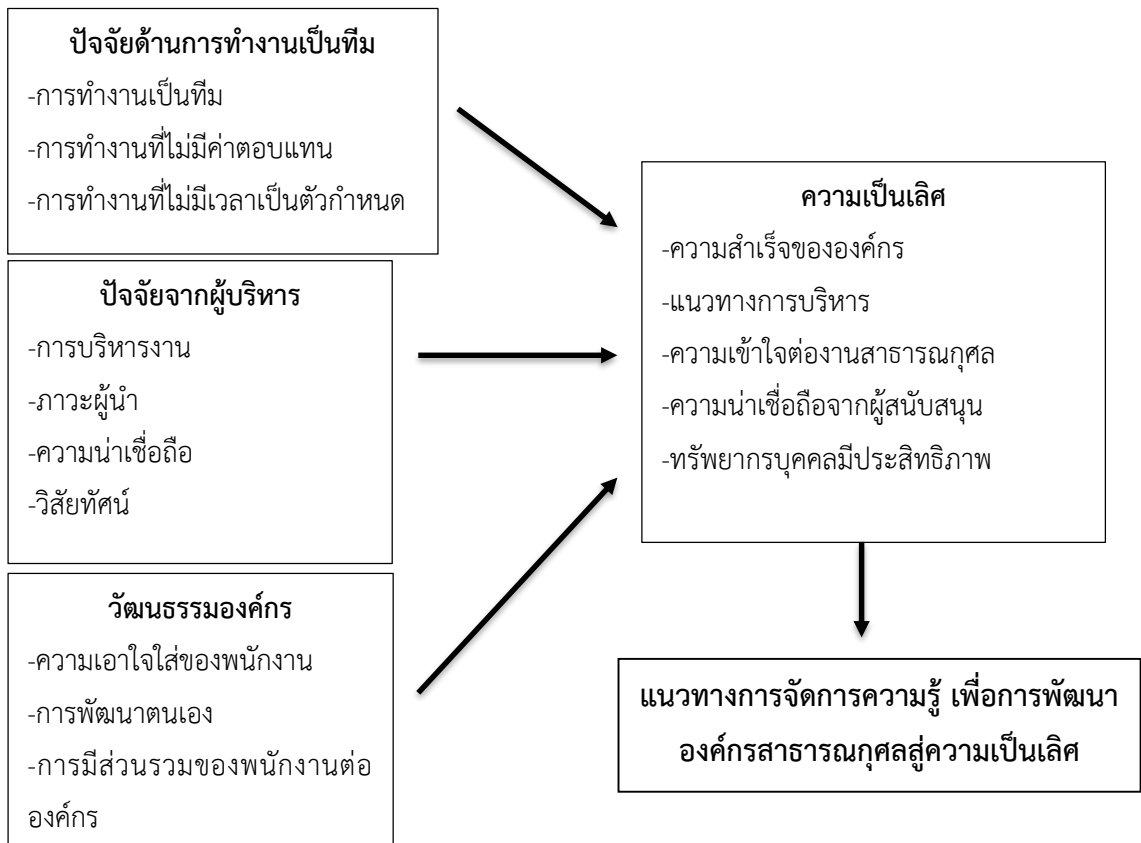 ปัจจัยด้านการทำงานเป็นทีม
-การทำงานเป็นทีม
-การทำงานที่ไม่มีค่าตอบแทน
-การทำงานที่ไม่มีเวลาเป็นตัวกำหนด
ปัจจัยจากผู้บริหาร
-การบริหารงาน
-ภาวะผู้นำ
-ความน่าเชื่อถือ
-วิสัยทัศน์
วัฒนธรรมองค์กร
-ความเอาใจใส่ของพนักงาน
-การพัฒนาตนเอง
-การมีส่วนรวมของพนักงานต่อ
องค์กร
ความเป็นเลิศ
-ความสำเร็จขององค์กร
-แนวทางการบริหาร
-ความเข้าใจต่องานสาธารณกุศล
-ความน่าเชื่อถือจากผู้สนับสนุน
-ทรัพยากรบุคคลมีประสิทธิภาพ
แนวทางการจัดการความรู้ เพื่อการพัฒนา
องค์กรสาธารณกุศลสู่ความเป็นเลิศ